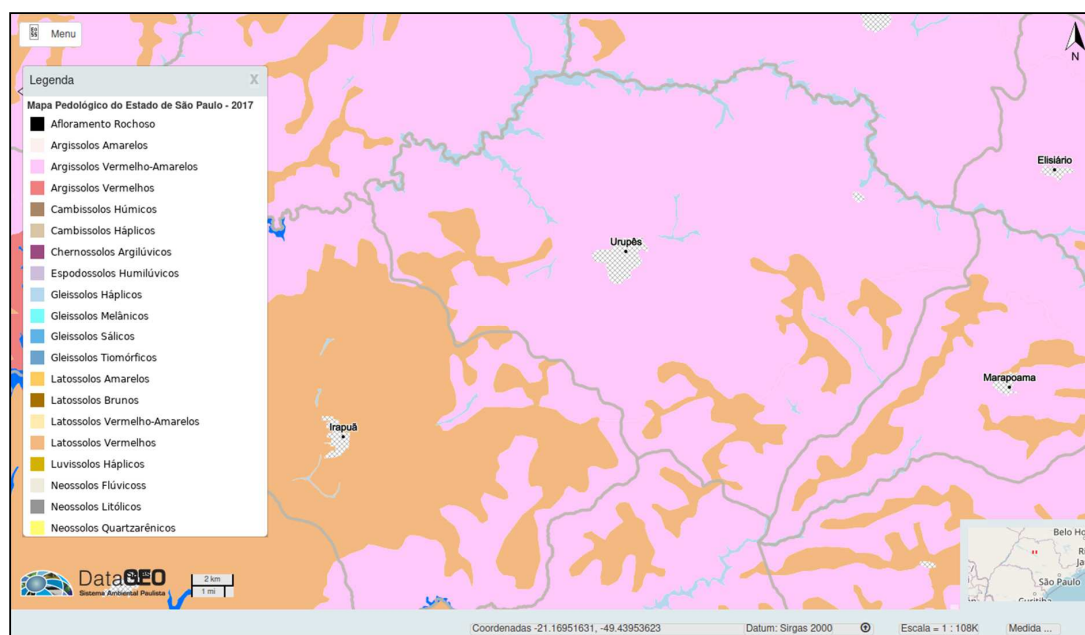 Menu
N
Legenda X
Mapa Pedológico do Estado de São Paulo - 2017
Afloramento Rochoso
Argissolos Amarelos
Argissolos Vermelho-Amarelos
Argissolos Vermelhos
Cambissolos Húmicos
Cambissolos Háplicos
Chernossolos Argilúvicos
Espodossolos Humilúvicos
Gleissolos Háplicos
Gleissolos Melânicos
Gleissolos Sálicos
Gleissolos Tiomórficos
Latossolos Amarelos
Latossolos Brunos
Latossolos Vermelho-Amarelos
Latossolos Vermelhos
Luvissolos Háplicos
Neossolos Flúvicoss
Neossolos Litólicos
Neossolos Quartzarênicos
Elisiário
Urupês
Marapoama
Irapuã
DataGEO
Sistema Ambiental Paulista
2 km
1 mi
Belo Ho
Ri
Ja
São Paulo
Curitiba
Coordenadas -21.16951631, -49.43953623 Datum: Sirgas 2000 Escala = 1 : 108K Medida ...